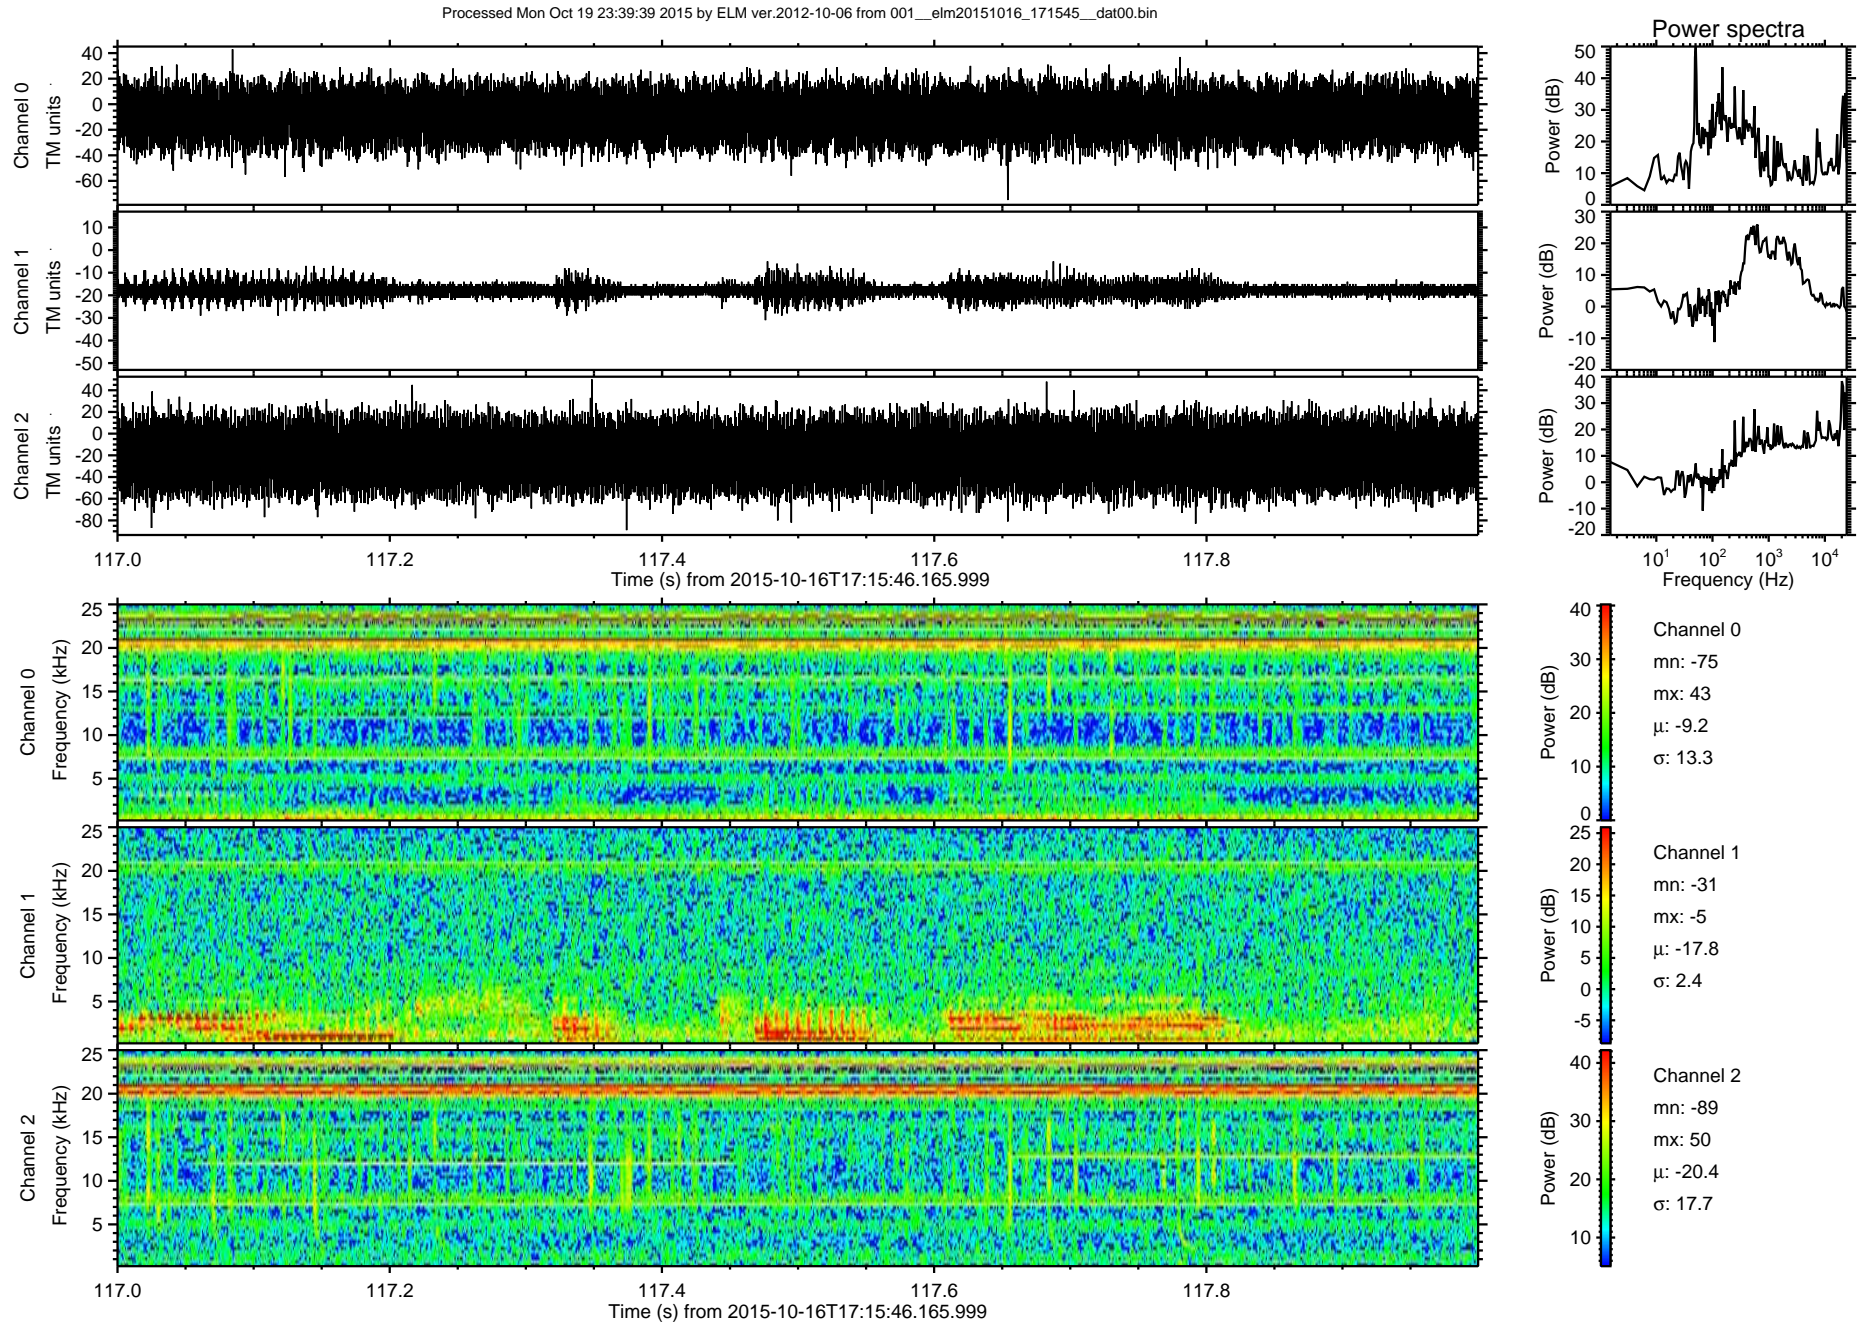 Processed Mon Oct 19 23:39:39 2015 by ELM ver.2012-10-06 from 001__elm20151016_171545__dat00.bin
Power spectra
Channel 0
TM units
40
20
0
-20
-40
-60
Power (dB)
50
40
30
20
10
0
Channel 1
TM units
10
0
-10
-20
-30
-40
-50
Power (dB)
30
20
10
0
-10
-20
Channel 2
TM units
40
20
0
-20
-40
-60
-80
Power (dB)
40
30
20
10
0
-10
-20
117.0 117.2 117.4 117.6 117.8
Time (s) from 2015-10-16T17:15:46.165.999
10¹ 10² 10³ 10⁴
Frequency (Hz)
Channel 0
Frequency (kHz)
25
20
15
10
5
Power (dB)
40
30
20
10
0
Channel 0
mn: -75
mx: 43
μ: -9.2
σ: 13.3
Channel 1
Frequency (kHz)
25
20
15
10
5
Power (dB)
25
20
15
10
5
0
-5
Channel 1
mn: -31
mx: -5
μ: -17.8
σ: 2.4
Channel 2
Frequency (kHz)
25
20
15
10
5
Power (dB)
40
30
20
10
Channel 2
mn: -89
mx: 50
μ: -20.4
σ: 17.7
117.0 117.2 117.4 117.6 117.8
Time (s) from 2015-10-16T17:15:46.165.999